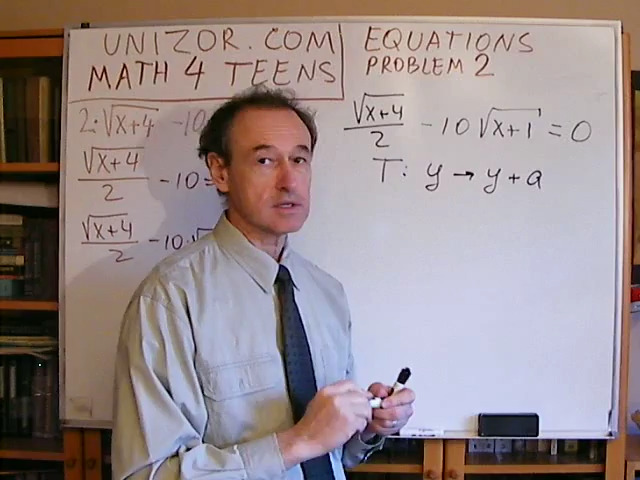 UNIZOR.COM
MATH 4 TEENS
2·√x+4 -10
√x+4/2 -10=
√x+4/2 -10·√
EQUATIONS
PROBLEM 2
√x+4/2 - 10√x+1 = 0
T: y → y + a